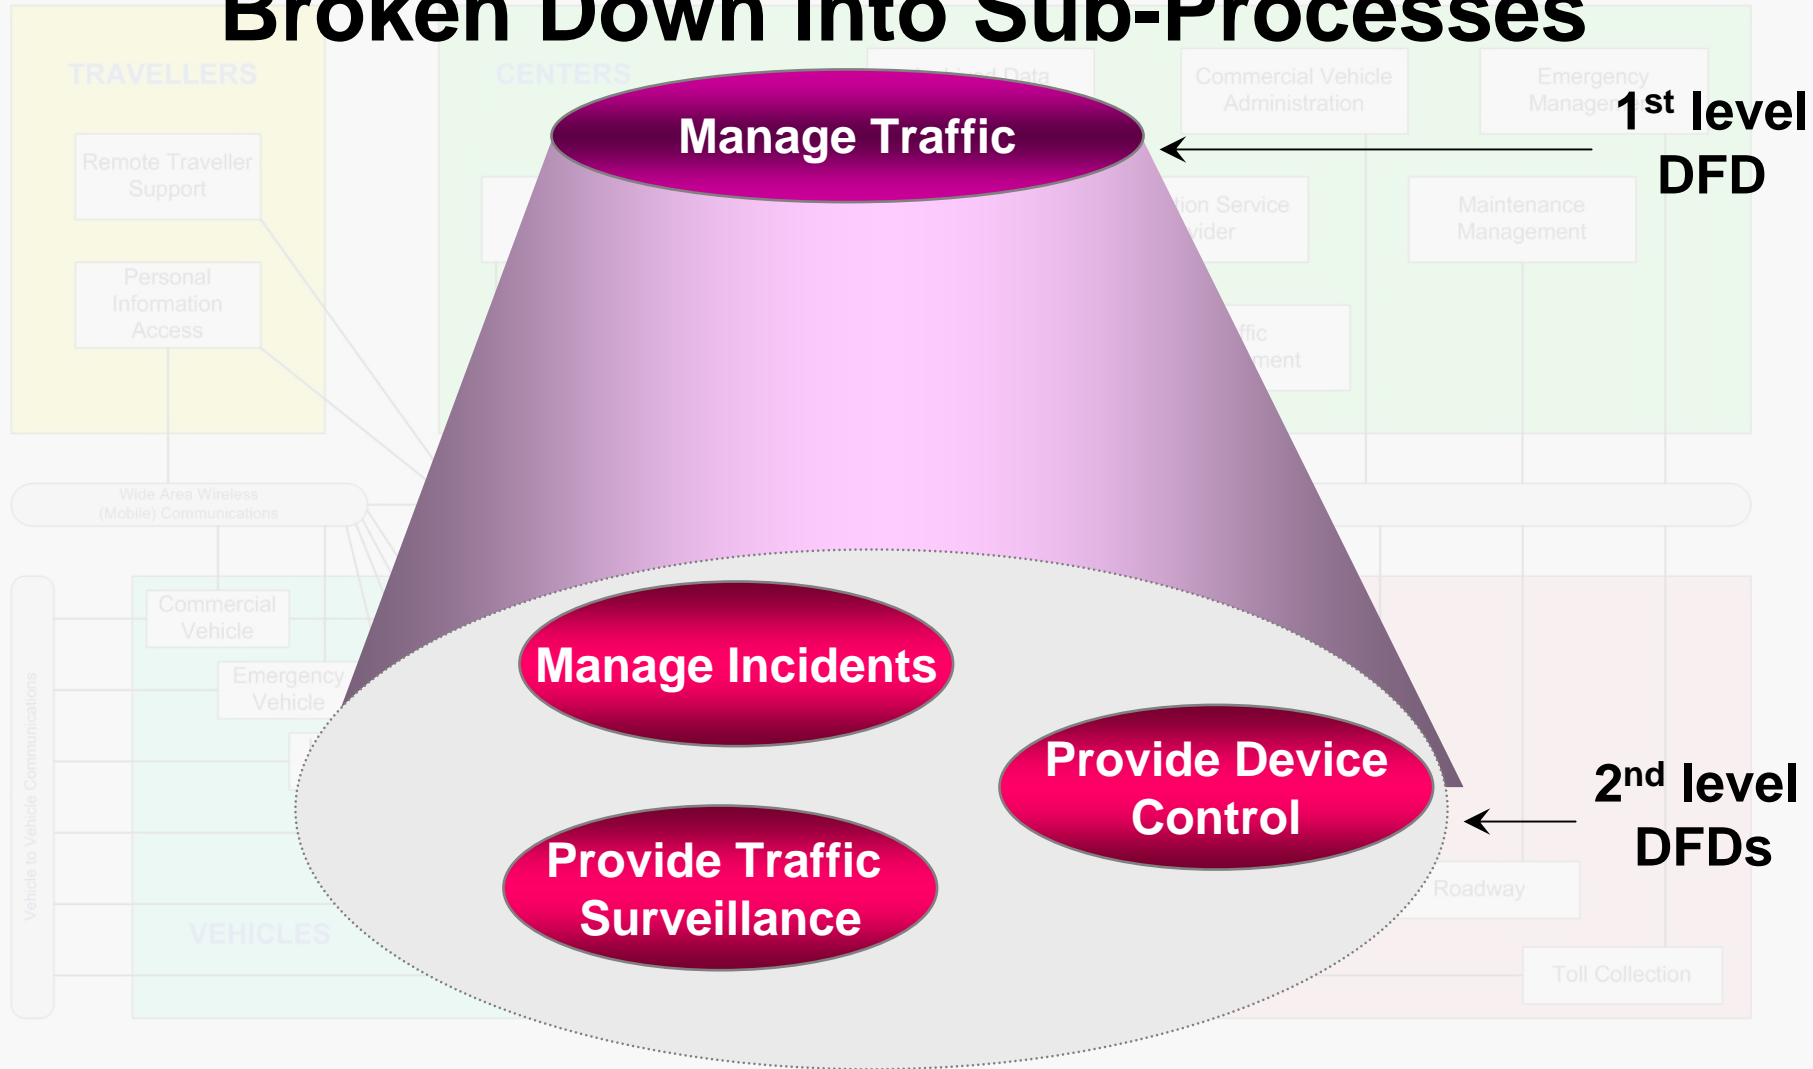 Broken Down into Sub-Processes
TRAVELLERS
CENTERS
Data
Commercial Vehicle
Administration
Emergency
Manage Traffic
1st level
DFD
Remote Traveller
Support
Maintenance
Management
Personal
Information
Access
Wide Area Wireless
(Mobile) Communications
Commercial
Vehicle
Emergency
Vehicle
Manage Incidents
Provide Device
Control
2nd level
DFDs
Provide Traffic
Surveillance
Vehicle to Vehicle Communications
VEHICLES
Roadway
Toll Collection